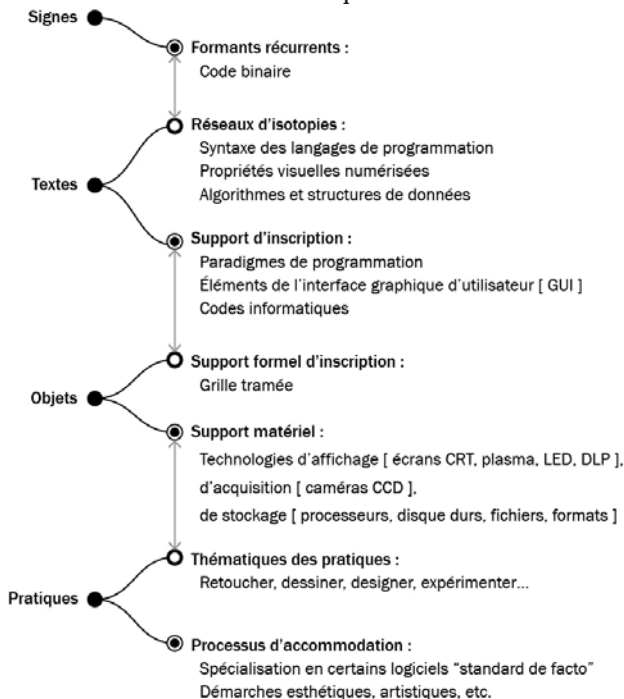 Signes
Formants récurrents :
Code binaire
Réseaux d'isotopies :
Syntaxe des langages de programmation
Propriétés visuelles numérisées
Textes
Algorithmes et structures de données
Support d'inscription :
Paradigmes de programmation
Éléments de l'interface graphique d'utilisateur [ GUI ]
Codes informatiques
Support formel d'inscription :
Grille tramée
Objets
Support matériel :
Technologies d'affichage [ écrans CRT, plasma, LED, DLP ],
d'acquisition [ caméras CCD ],
de stockage [ processeurs, disque durs, fichiers, formats ]
Thématiques des pratiques :
Retoucher, dessiner, designer, expérimenter...
Pratiques
Processus d'accommodation :
Spécialisation en certains logiciels “standard de facto”
Démarches esthétiques, artistiques, etc.